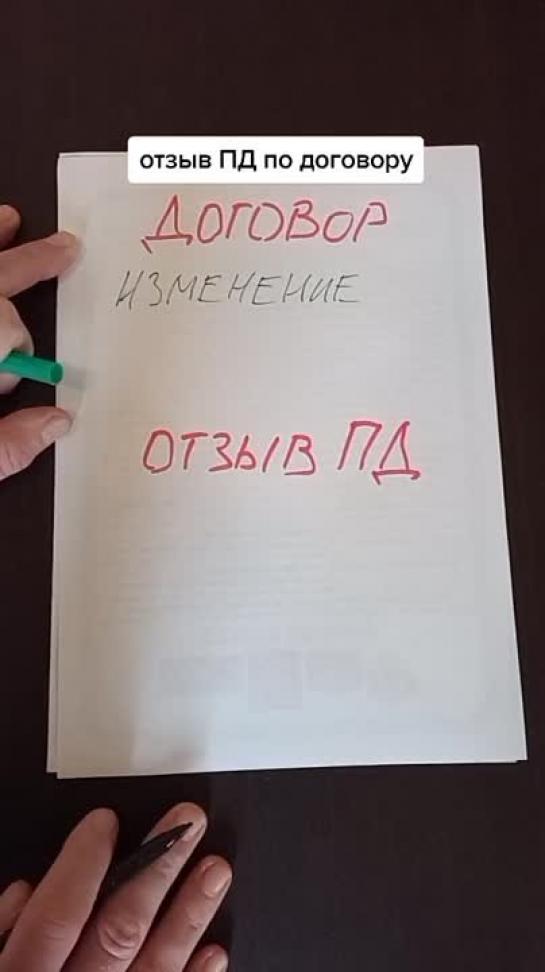 отзыв ПД по договору
ДОГОВОР
ИЗМЕНЕНИЕ
ОТЗЫВ ПД